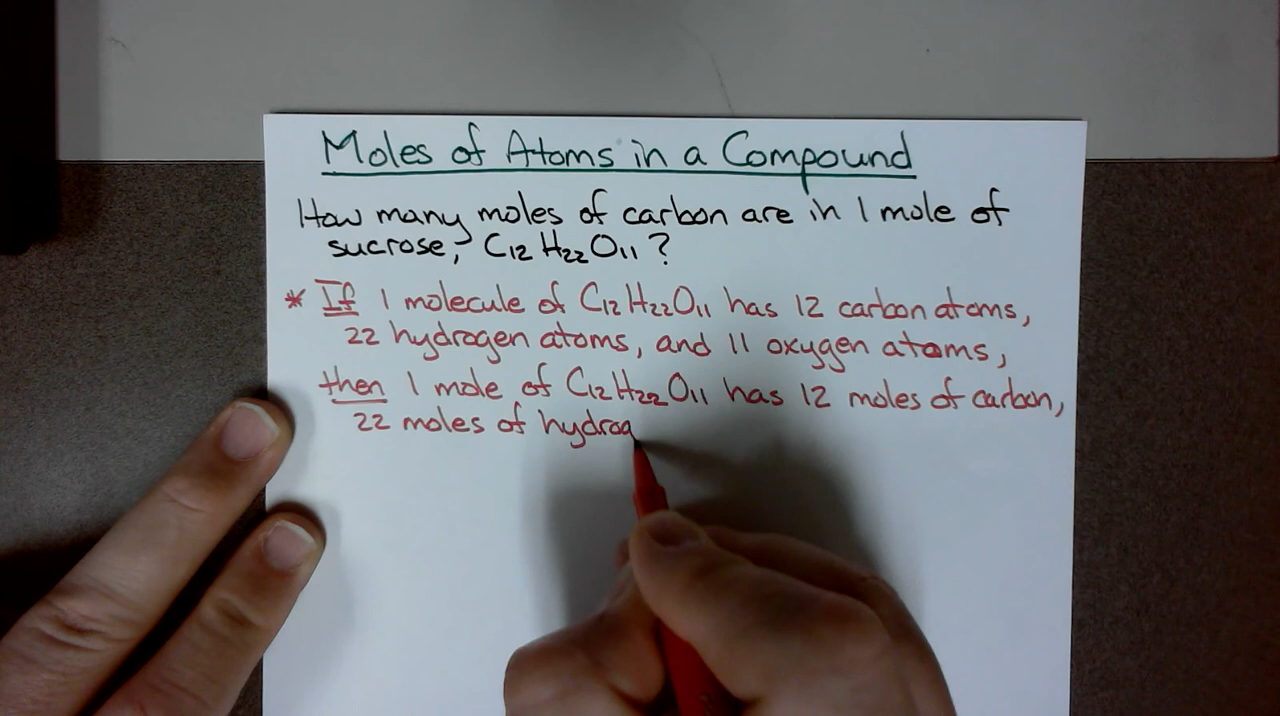 Moles of Atoms in a Compound
How many moles of carbon are in 1 mole of
sucrose, C₁₂H₂₂O₁₁?
* If 1 molecule of C₁₂H₂₂O₁₁ has 12 carbon atoms,
22 hydrogen atoms, and 11 oxygen atoms,
then 1 mole of C₁₂H₂₂O₁₁ has 12 moles of carbon,
22 moles of hydrog